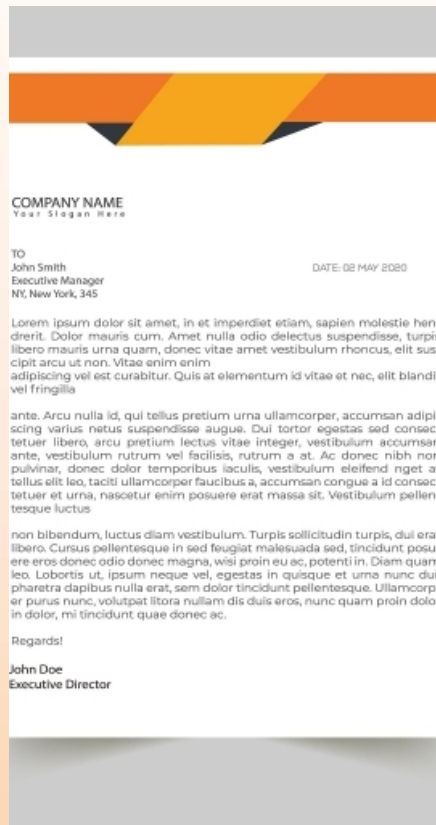 COMPANY NAME
Your Slogan Here
TO
John Smith
DATE: 02 MAY 2020
Executive Manager
NY, New York, 345
Lorem ipsum dolor sit amet, in et imperdiet etiam, sapien molestie hen
drerit. Dolor mauris cum. Amet nulla odio delectus suspendisse, turpi
libero mauris urna quam, donec vitae amet vestibulum rhoncus, elit sus
cipit arcu ut non. Vitae enim enim
adipiscing vel est curabitur. Quis at elementum id vitae et nec, elit blandi
vel fringilla
ante. Arcu nulla id, qui tellus pretium urna ullamcorper, accumsan adipi
scing varius netus suspendisse augue. Dui tortor egestas sed consec
tetuer libero, arcu pretium lectus vitae integer, vestibulum accumsar
ante, vestibulum rutrum vel facilisis, rutrum a at. Ac donec nibh nor
pulvinar, donec dolor temporibus iaculis, vestibulum eleifend nget a
tellus elit leo, taciti ullamcorper faucibus a, accumsan congue a id consec
tetuer et urna, nascetur enim posuere erat massa sit. Vestibulum pellen
tesque luctus
non bibendum, luctus diam vestibulum. Turpis sollicitudin turpis, dui era
libero. Cursus pellentesque in sed feugiat malesuada sed, tincidunt posu
ere eros donec odio donec magna, wisi proin eu ac, potenti in. Diam quam
leo. Lobortis ut, ipsum neque vel, egestas in quisque et urna nunc dui
pharetra dapibus nulla erat, sem dolor tincidunt pellentesque. Ullamcorp
er purus nunc, volutpat litora nullam dis duis eros, nunc quam proin dolo
in dolor, mi tincidunt quae donec ac.
Regards!
John Doe
Executive Director